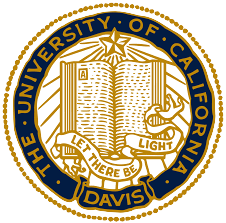 THE · UNIVERSITY · OF · CALIFORNIA
A
LET THERE BE LIGHT
DAVIS